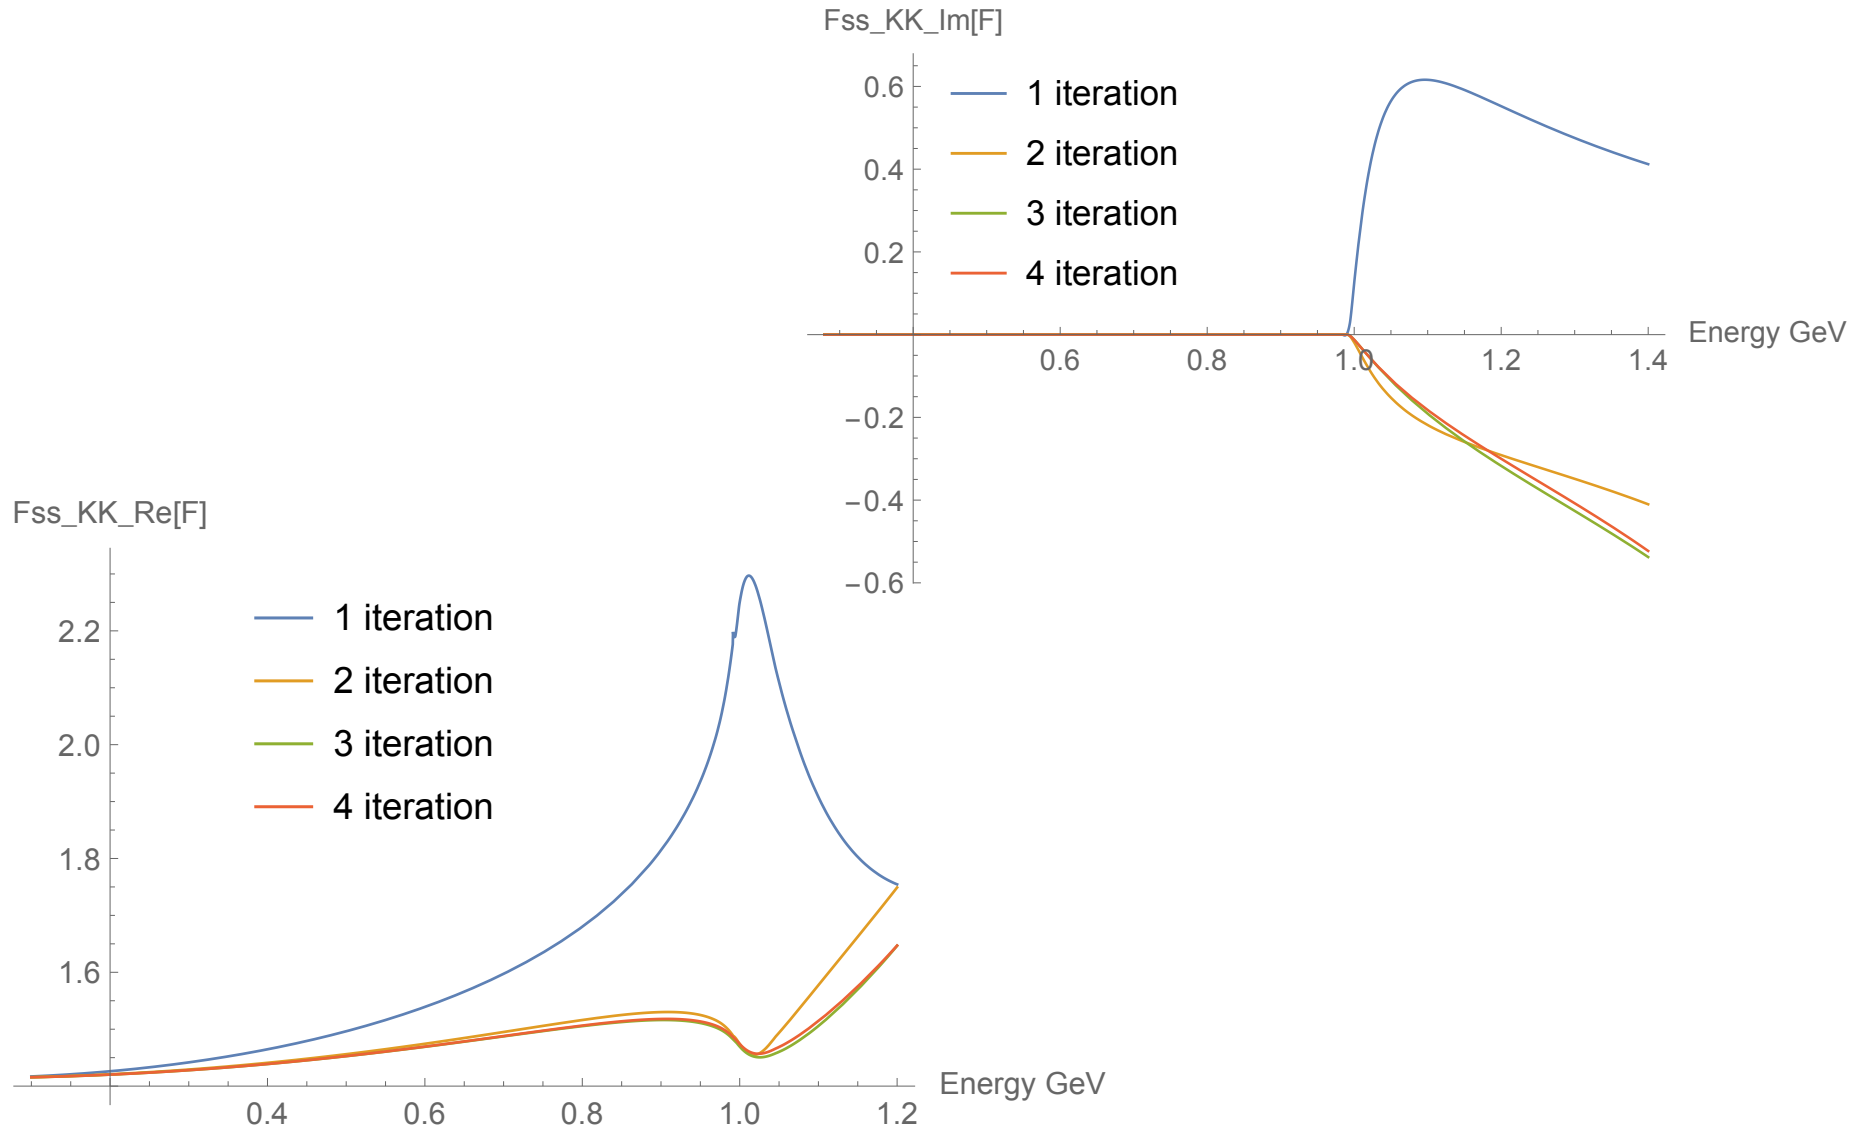 Fss_KK_Im[F]
0.6
0.4
0.2
−0.2
−0.4
−0.6
1 iteration
2 iteration
3 iteration
4 iteration
0.6 0.8 1.0 1.2 1.4
Energy GeV
Fss_KK_Re[F]
2.2
2.0
1.8
1.6
1 iteration
2 iteration
3 iteration
4 iteration
0.4 0.6 0.8 1.0 1.2
Energy GeV